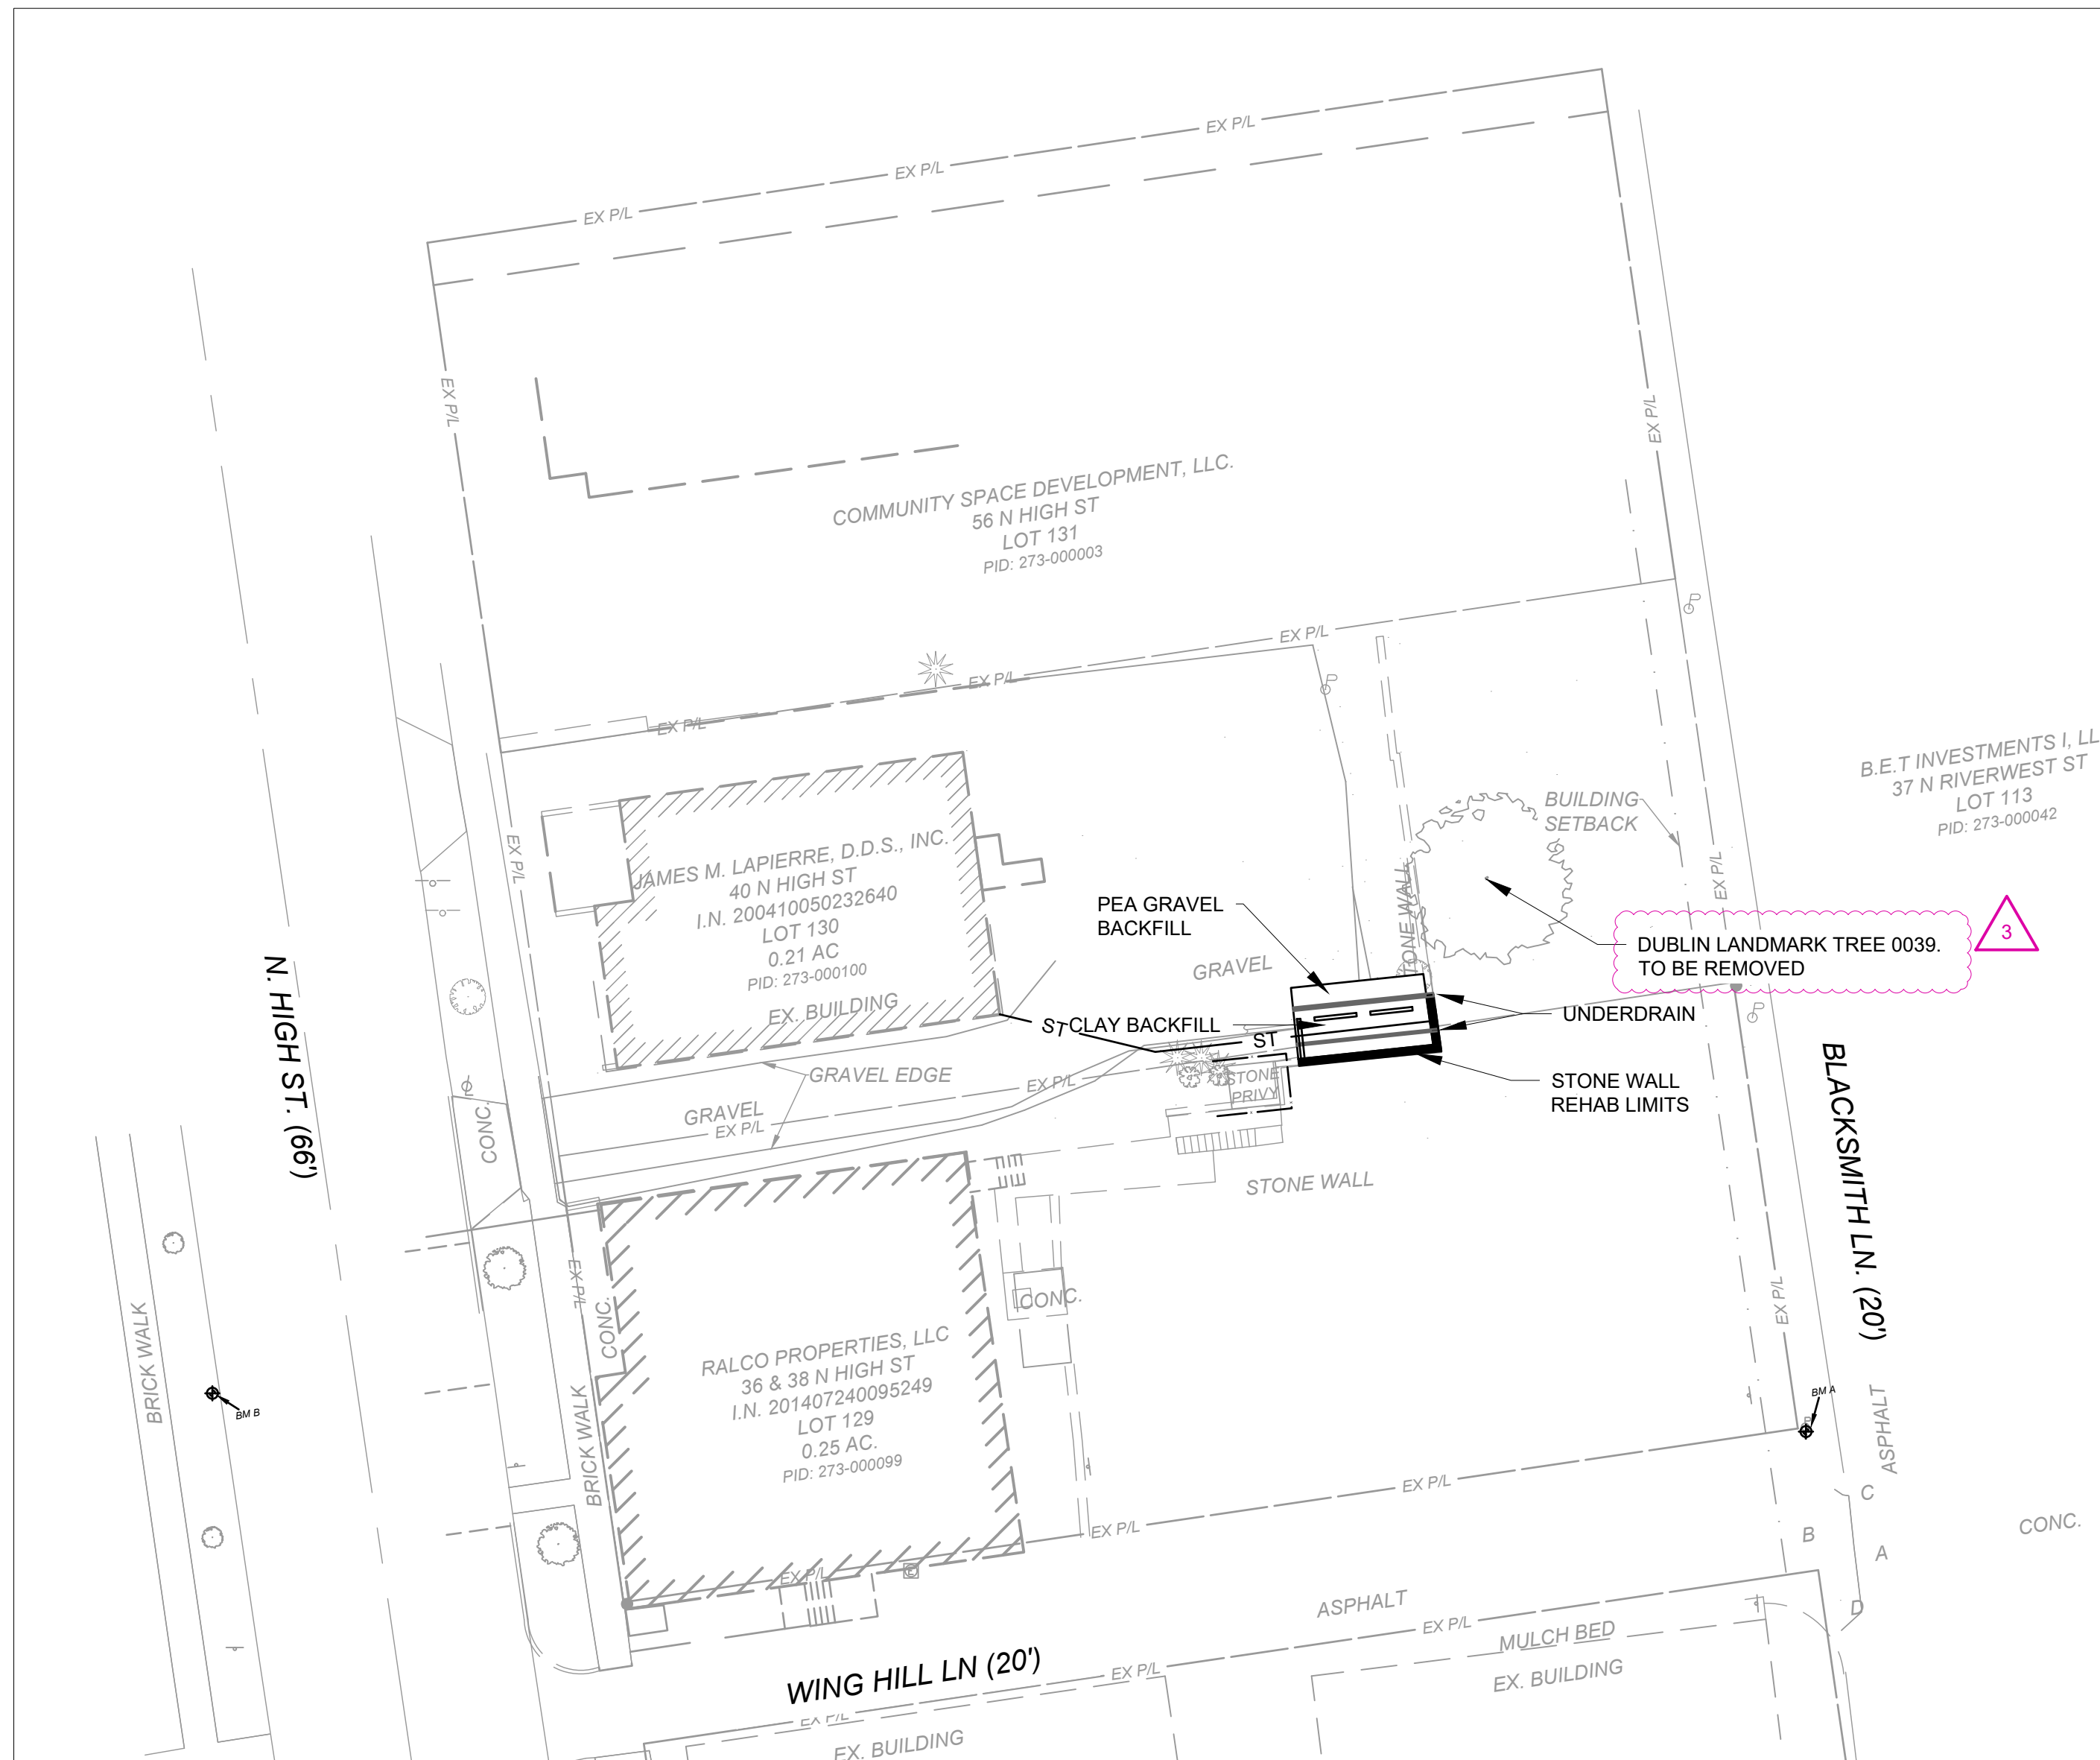 EX P/L
EX P/L
EX P/L
EX P/L
EX P/L
COMMUNITY SPACE DEVELOPMENT, LLC.
56 N HIGH ST
LOT 131
PID: 273-000003
EX P/L
EX P/L
EX P/L
B.E.T INVESTMENTS I, LL
37 N RIVERWEST ST
LOT 113
PID: 273-000042
BUILDING
SETBACK
EX P/L
EX P/L
JAMES M. LAPIERRE, D.D.S., INC.
40 N HIGH ST
I.N. 200410050232640
LOT 130
0.21 AC
PID: 273-000100
EX. BUILDING
PEA GRAVEL
BACKFILL
TONE WALL
GRAVEL
DUBLIN LANDMARK TREE 0039.
TO BE REMOVED
3
N. HIGH ST. (66')
ST
CLAY BACKFILL
ST
UNDERDRAIN
STONE WALL
REHAB LIMITS
STONE
PRIVY
GRAVEL EDGE
EX P/L
GRAVEL
EX P/L
CONC.
STONE WALL
BLACKSMITH LN. (20')
EX P/L
EX P/L
CONC.
CONC.
BRICK WALK
BRICK WALK
RALCO PROPERTIES, LLC
36 & 38 N HIGH ST
I.N. 201407240095249
LOT 129
0.25 AC.
PID: 273-000099
BM B
BM A
ASPHALT
EX P/L
EX P/L
EX P/L
C
B
A
D
CONC.
ASPHALT
EX P/L
MULCH BED
EX. BUILDING
WING HILL LN (20')
EX P/L
EX P/L
EX. BUILDING